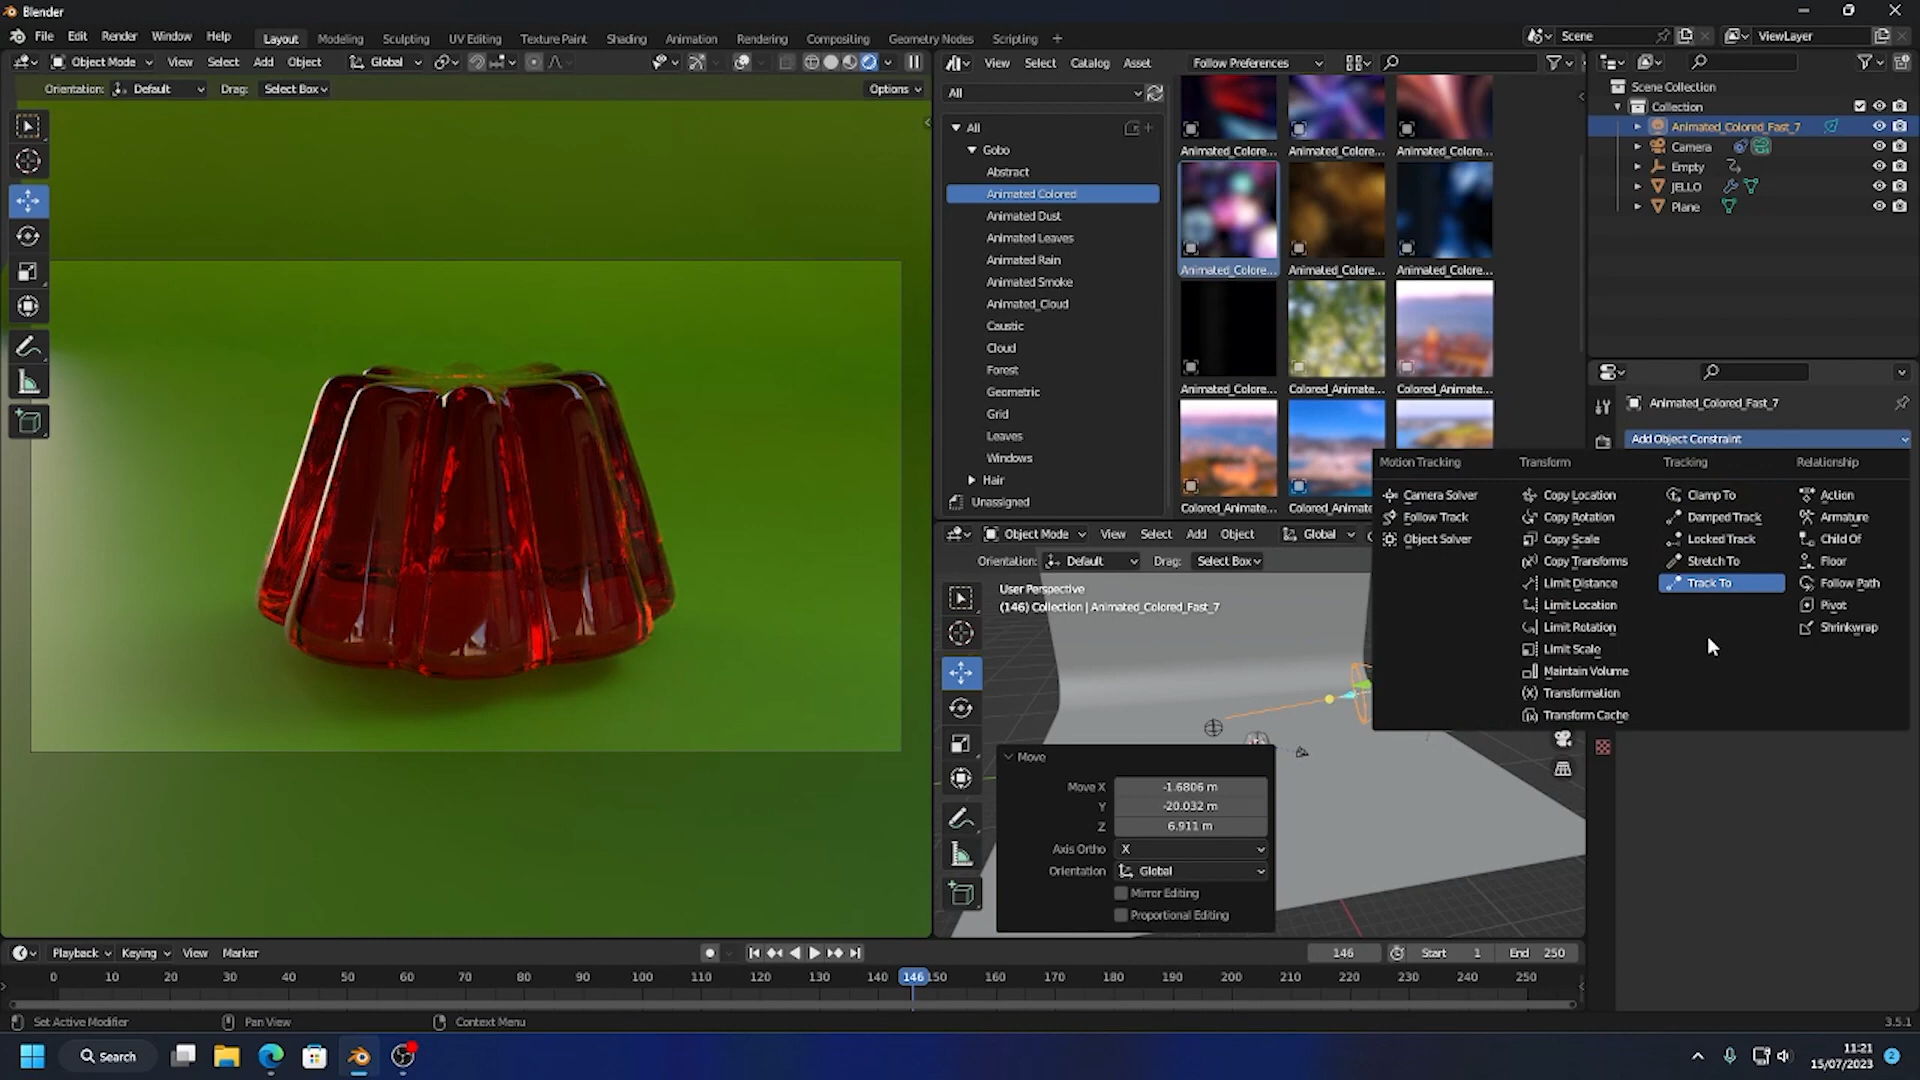 Blender
File Edit Render Window Help
Layout Modeling Sculpting UV Editing Texture Paint Shading Animation Rendering Compositing Geometry Nodes Scripting +
Scene
ViewLayer
Object Mode View Select Add Object Global
Orientation: Default Drag: Select Box
Options
View Select Catalog Asset Follow Preferences
All
All
Gobo
Abstract
Animated Colored
Animated Dust
Animated Leaves
Animated Rain
Animated Smoke
Animated_Cloud
Caustic
Cloud
Forest
Geometric
Grid
Leaves
Windows
Hair
Unassigned
Animated_Colore... Animated_Colore... Animated_Colore...
Animated_Colore... Animated_Colore... Animated_Colore...
Animated_Colore... Colored_Animate... Colored_Animate...
Colored_Animate... Colored_Animate... Colored_Animate...
Scene Collection
Collection
Animated_Colored_Fast_7
Camera
Empty
JELLO
Plane
Animated_Colored_Fast_7
Add Object Constraint
Motion Tracking
Camera Solver
Follow Track
Object Solver
Transform
Copy Location
Copy Rotation
Copy Scale
Copy Transforms
Limit Distance
Limit Location
Limit Rotation
Limit Scale
Maintain Volume
Transformation
Transform Cache
Tracking
Clamp To
Damped Track
Locked Track
Stretch To
Track To
Relationship
Action
Armature
Child Of
Floor
Follow Path
Pivot
Shrinkwrap
Object Mode View Select Add Object Global
Orientation: Default Drag: Select Box
User Perspective
(146) Collection | Animated_Colored_Fast_7
Move
Move X -1.6806 m
Y -20.032 m
Z 6.911 m
Axis Ortho X
Orientation Global
Mirror Editing
Proportional Editing
Playback Keying View Marker
146 Start 1 End 250
0 10 20 30 40 50 60 70 80 90 100 110 120 130 140 146 150 160 170 180 190 200 210 220 230 240 250
Set Active Modifier Pan View Context Menu
3.5.1
Search
11:21
15/07/2023
2